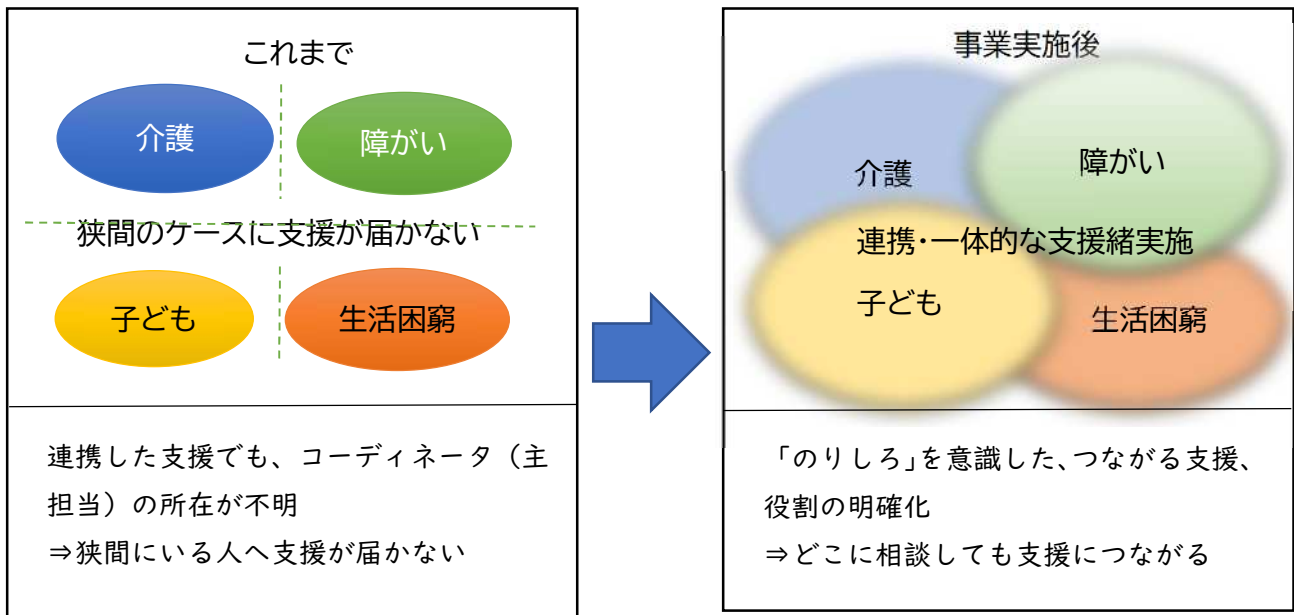 これまで
介護
障がい
狭間のケースに支援が届かない
子ども
生活困窮
連携した支援でも、コーディネータ（主
担当）の所在が不明
⇒狭間にいる人へ支援が届かない
事業実施後
介護
障がい
連携・一体的な支援緒実施
子ども
生活困窮
「のりしろ」を意識した、つながる支援、
役割の明確化
⇒どこに相談しても支援につながる